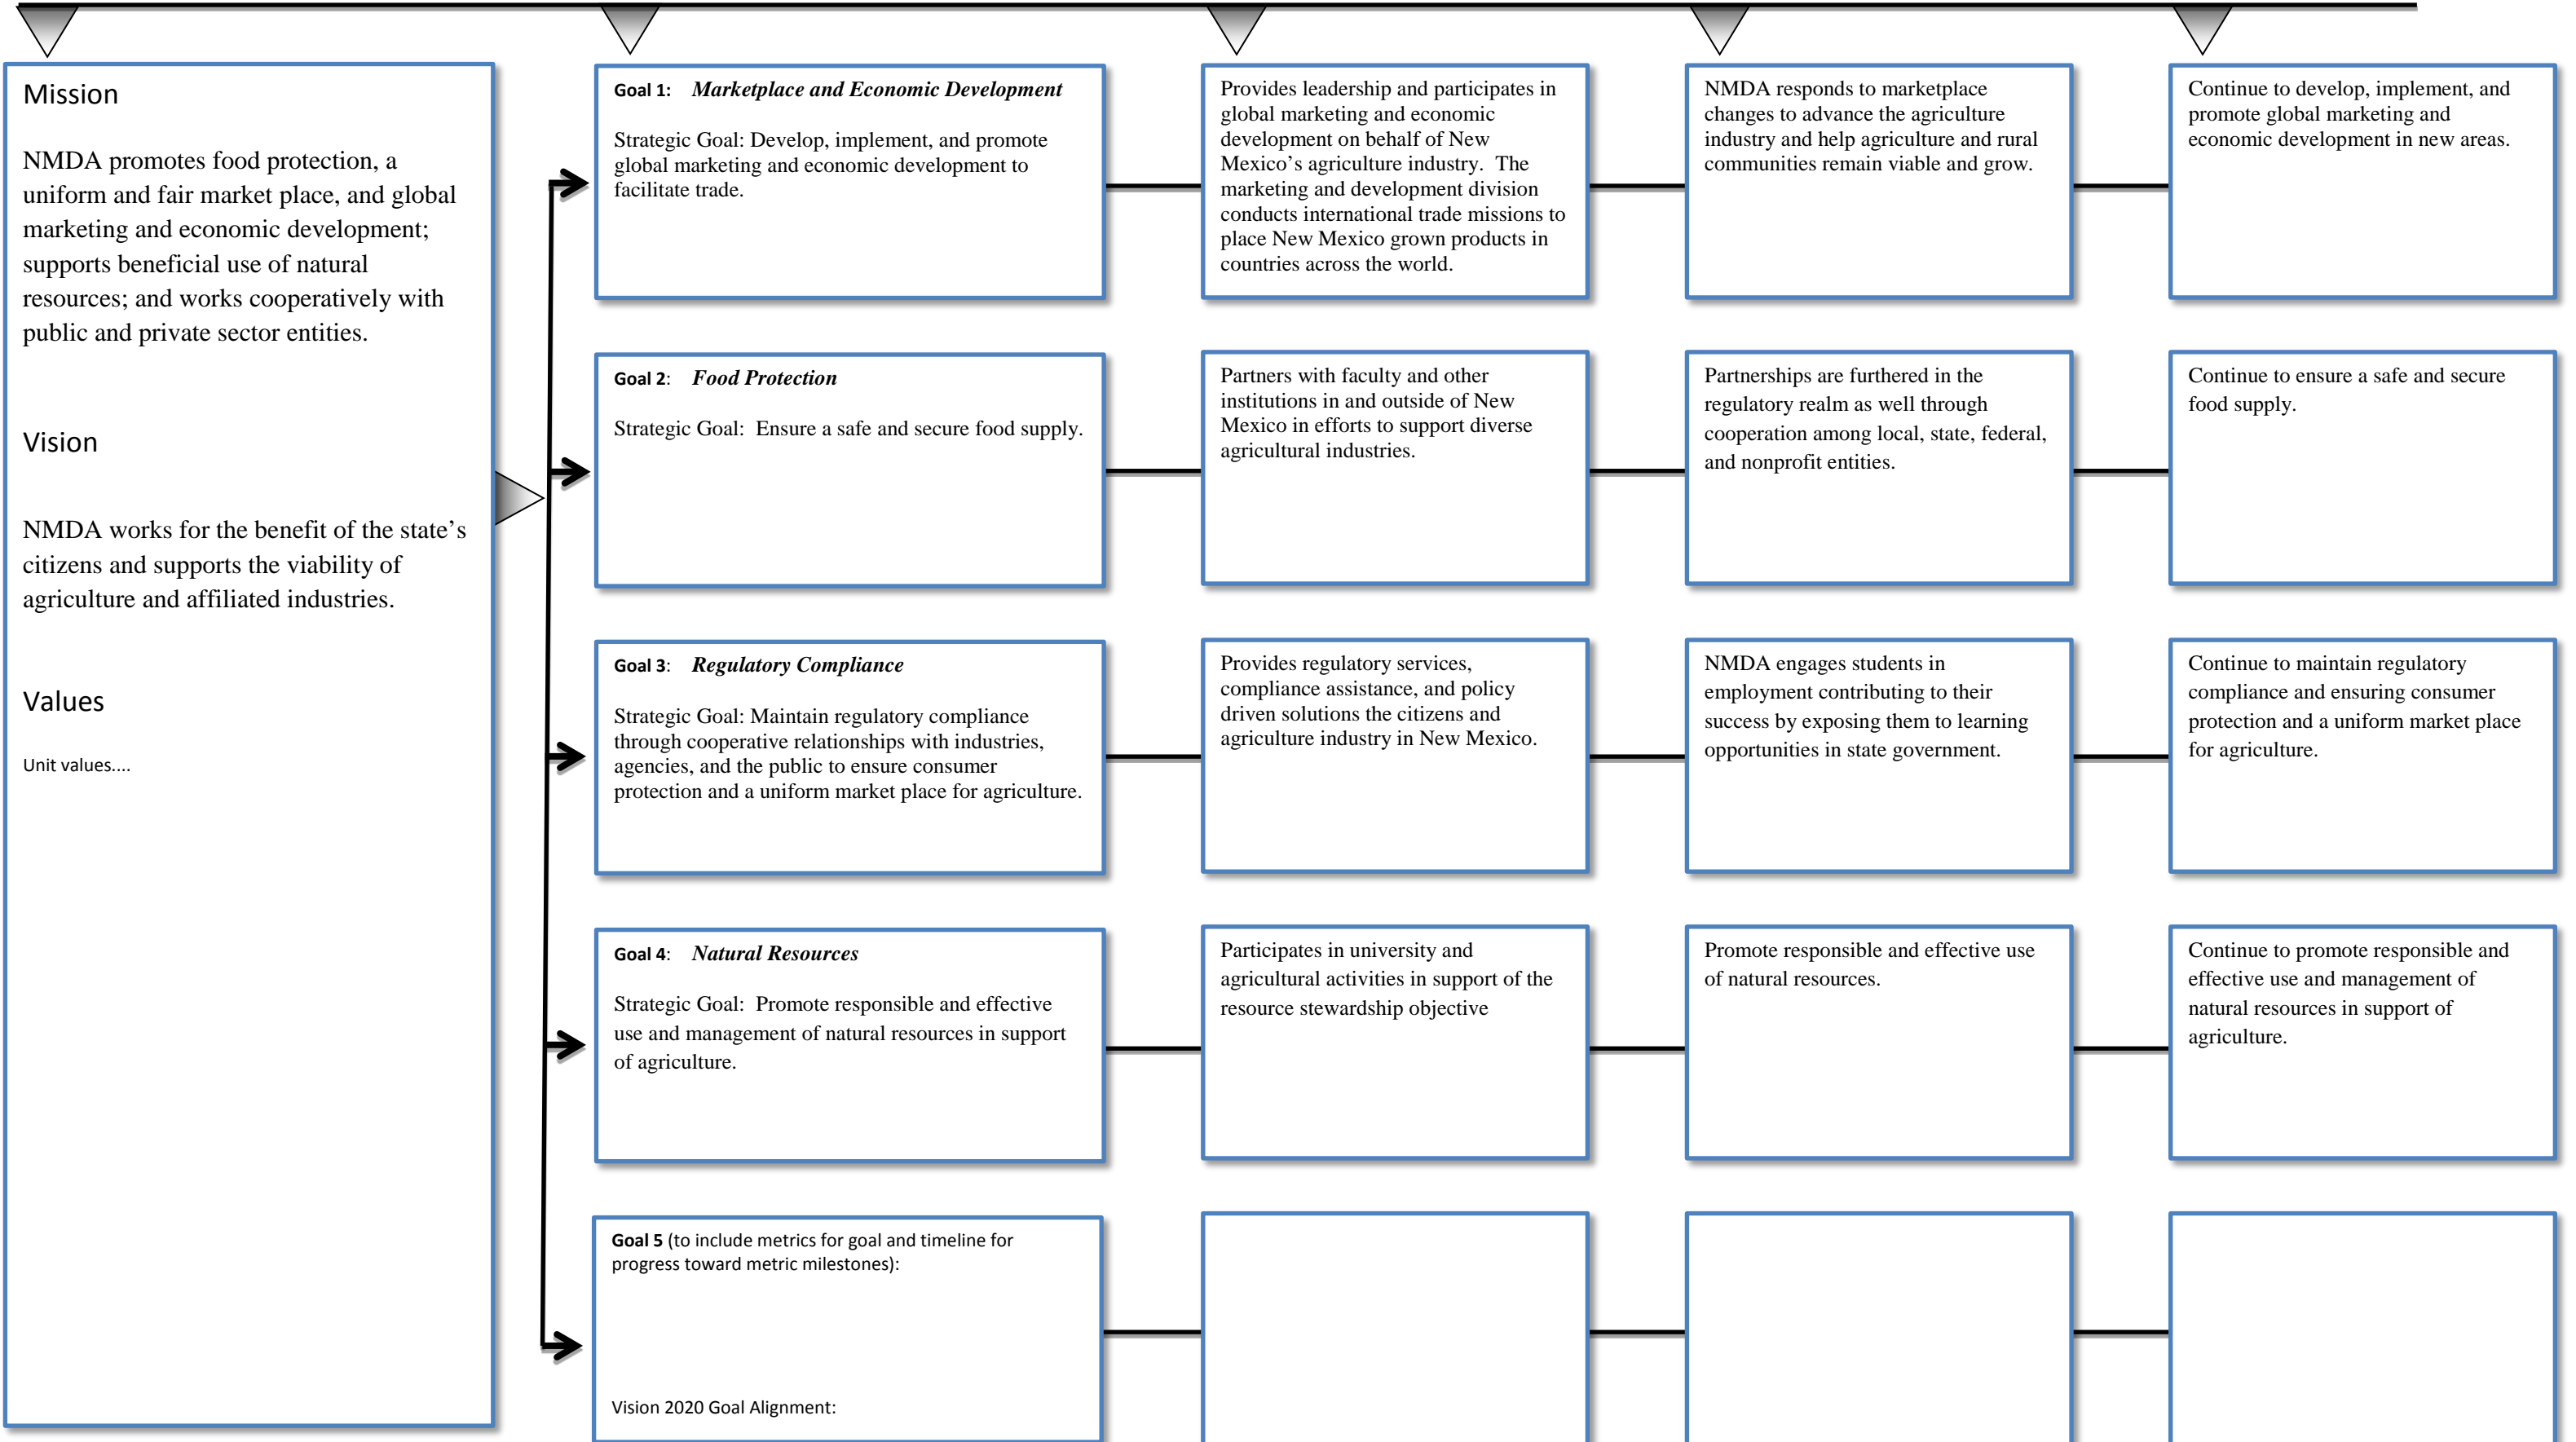 Mission
NMDA promotes food protection, a
uniform and fair market place, and global
marketing and economic development;
supports beneficial use of natural
resources; and works cooperatively with
public and private sector entities.
Vision
NMDA works for the benefit of the state’s
citizens and supports the viability of
agriculture and affiliated industries.
Values
Unit values....
Goal 1: Marketplace and Economic Development
Strategic Goal: Develop, implement, and promote
global marketing and economic development to
facilitate trade.
Provides leadership and participates in
global marketing and economic
development on behalf of New
Mexico’s agriculture industry. The
marketing and development division
conducts international trade missions to
place New Mexico grown products in
countries across the world.
NMDA responds to marketplace
changes to advance the agriculture
industry and help agriculture and rural
communities remain viable and grow.
Continue to develop, implement, and
promote global marketing and
economic development in new areas.
Goal 2: Food Protection
Strategic Goal: Ensure a safe and secure food supply.
Partners with faculty and other
institutions in and outside of New
Mexico in efforts to support diverse
agricultural industries.
Partnerships are furthered in the
regulatory realm as well through
cooperation among local, state, federal,
and nonprofit entities.
Continue to ensure a safe and secure
food supply.
Goal 3: Regulatory Compliance
Strategic Goal: Maintain regulatory compliance
through cooperative relationships with industries,
agencies, and the public to ensure consumer
protection and a uniform market place for agriculture.
Provides regulatory services,
compliance assistance, and policy
driven solutions the citizens and
agriculture industry in New Mexico.
NMDA engages students in
employment contributing to their
success by exposing them to learning
opportunities in state government.
Continue to maintain regulatory
compliance and ensuring consumer
protection and a uniform market place
for agriculture.
Goal 4: Natural Resources
Strategic Goal: Promote responsible and effective
use and management of natural resources in support
of agriculture.
Participates in university and
agricultural activities in support of the
resource stewardship objective
Promote responsible and effective use
of natural resources.
Continue to promote responsible and
effective use and management of
natural resources in support of
agriculture.
Goal 5 (to include metrics for goal and timeline for
progress toward metric milestones):
Vision 2020 Goal Alignment: